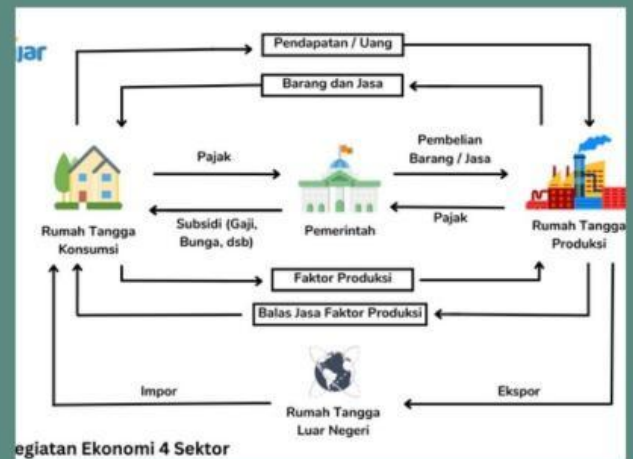 jar
Pendapatan / Uang
Barang dan Jasa
Pajak
Pembelian
Barang / Jasa
Subsidi (Gaji,
Bunga, dsb)
Pajak
Rumah Tangga
Konsumsi
Pemerintah
Rumah Tangga
Produksi
Faktor Produksi
Balas Jasa Faktor Produksi
Impor
Ekspor
Rumah Tangga
Luar Negeri
egiatan Ekonomi 4 Sektor